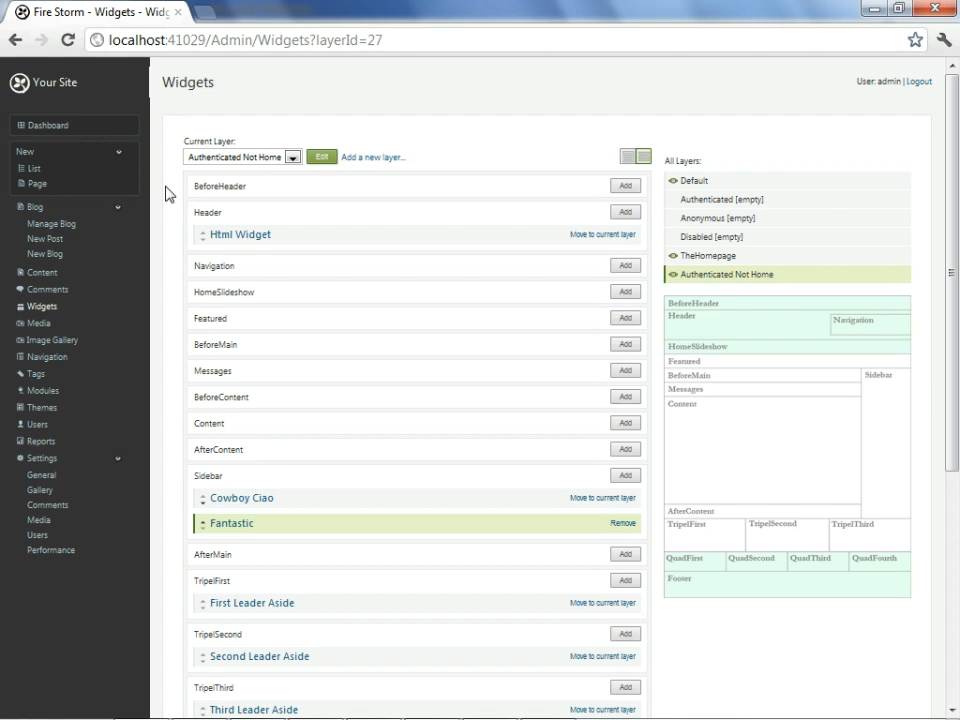 Fire Storm - Widgets - Widg
localhost:41029/Admin/Widgets?layerId=27
Your Site
Widgets
User: admin | Logout
Dashboard
New
List
Page
Blog
Manage Blog
New Post
New Blog
Content
Comments
Widgets
Media
Image Gallery
Navigation
Tags
Modules
Themes
Users
Reports
Settings
General
Gallery
Comments
Media
Users
Performance
Current Layer:
Authenticated Not Home Edit Add a new layer...
BeforeHeader Add
Header Add
Html Widget Move to current layer
Navigation Add
HomeSlideshow Add
Featured Add
BeforeMain Add
Messages Add
BeforeContent Add
Content Add
AfterContent Add
Sidebar Add
Cowboy Ciao Move to current layer
Fantastic Remove
AfterMain Add
TripelFirst Add
First Leader Aside Move to current layer
TripelSecond Add
Second Leader Aside Move to current layer
TripelThird Add
Third Leader Aside Move to current layer
All Layers:
Default
Authenticated [empty]
Anonymous [empty]
Disabled [empty]
TheHomepage
Authenticated Not Home
BeforeHeader
Header
Navigation
HomeSlideshow
Featured
BeforeMain Sidebar
Messages
Content
AfterContent
TripelFirst TripelSecond TripelThird
QuadFirst QuadSecond QuadThird QuadFourth
Footer